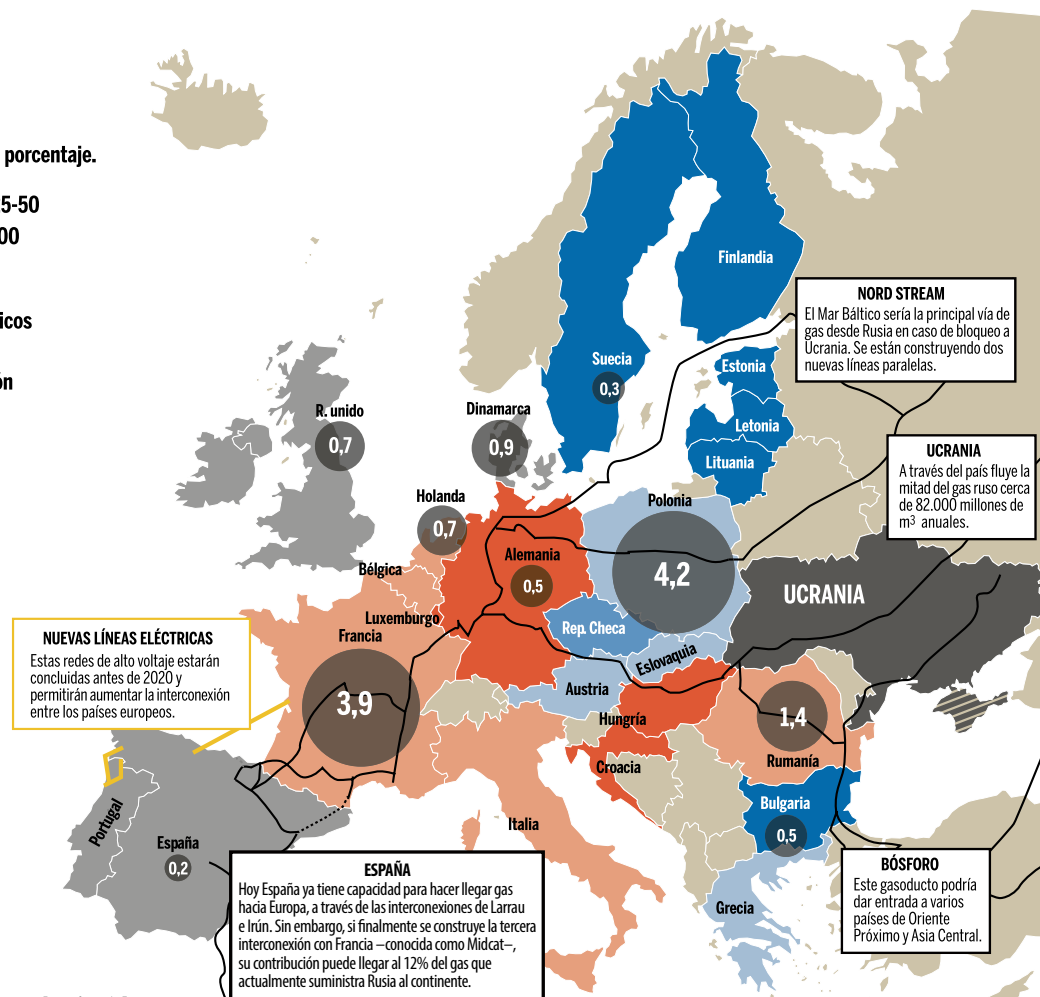 porcentaje.
5-50
00
icos
ón
Finlandia
NORD STREAM
El Mar Báltico sería la principal vía de
gas desde Rusia en caso de bloqueo a
Ucrania. Se están construyendo dos
nuevas líneas paralelas.
Suecia
0,3
Estonia
Letonia
Lituania
R. unido
0,7
Dinamarca
0,9
UCRANIA
A través del país fluye la
mitad del gas ruso cerca
de 82.000 millones de
m³ anuales.
Holanda
0,7
Polonia
4,2
Alemania
0,5
Bélgica
Luxemburgo
UCRANIA
Rep. Checa
Eslovaquia
NUEVAS LÍNEAS ELÉCTRICAS
Estas redes de alto voltaje estarán
concluidas antes de 2020 y
permitirán aumentar la interconexión
entre los países europeos.
Francia
3,9
Austria
Hungría
1,4
Rumanía
Croacia
Portugal
España
0,2
Italia
Bulgaria
0,5
Grecia
ESPAÑA
Hoy España ya tiene capacidad para hacer llegar gas
hacia Europa, a través de las interconexiones de Larrau
e Irún. Sin embargo, si finalmente se construye la tercera
interconexión con Francia –conocida como Midcat–,
su contribución puede llegar al 12% del gas que
actualmente suministra Rusia al continente.
BÓSFORO
Este gasoducto podría
dar entrada a varios
países de Oriente
Próximo y Asia Central.